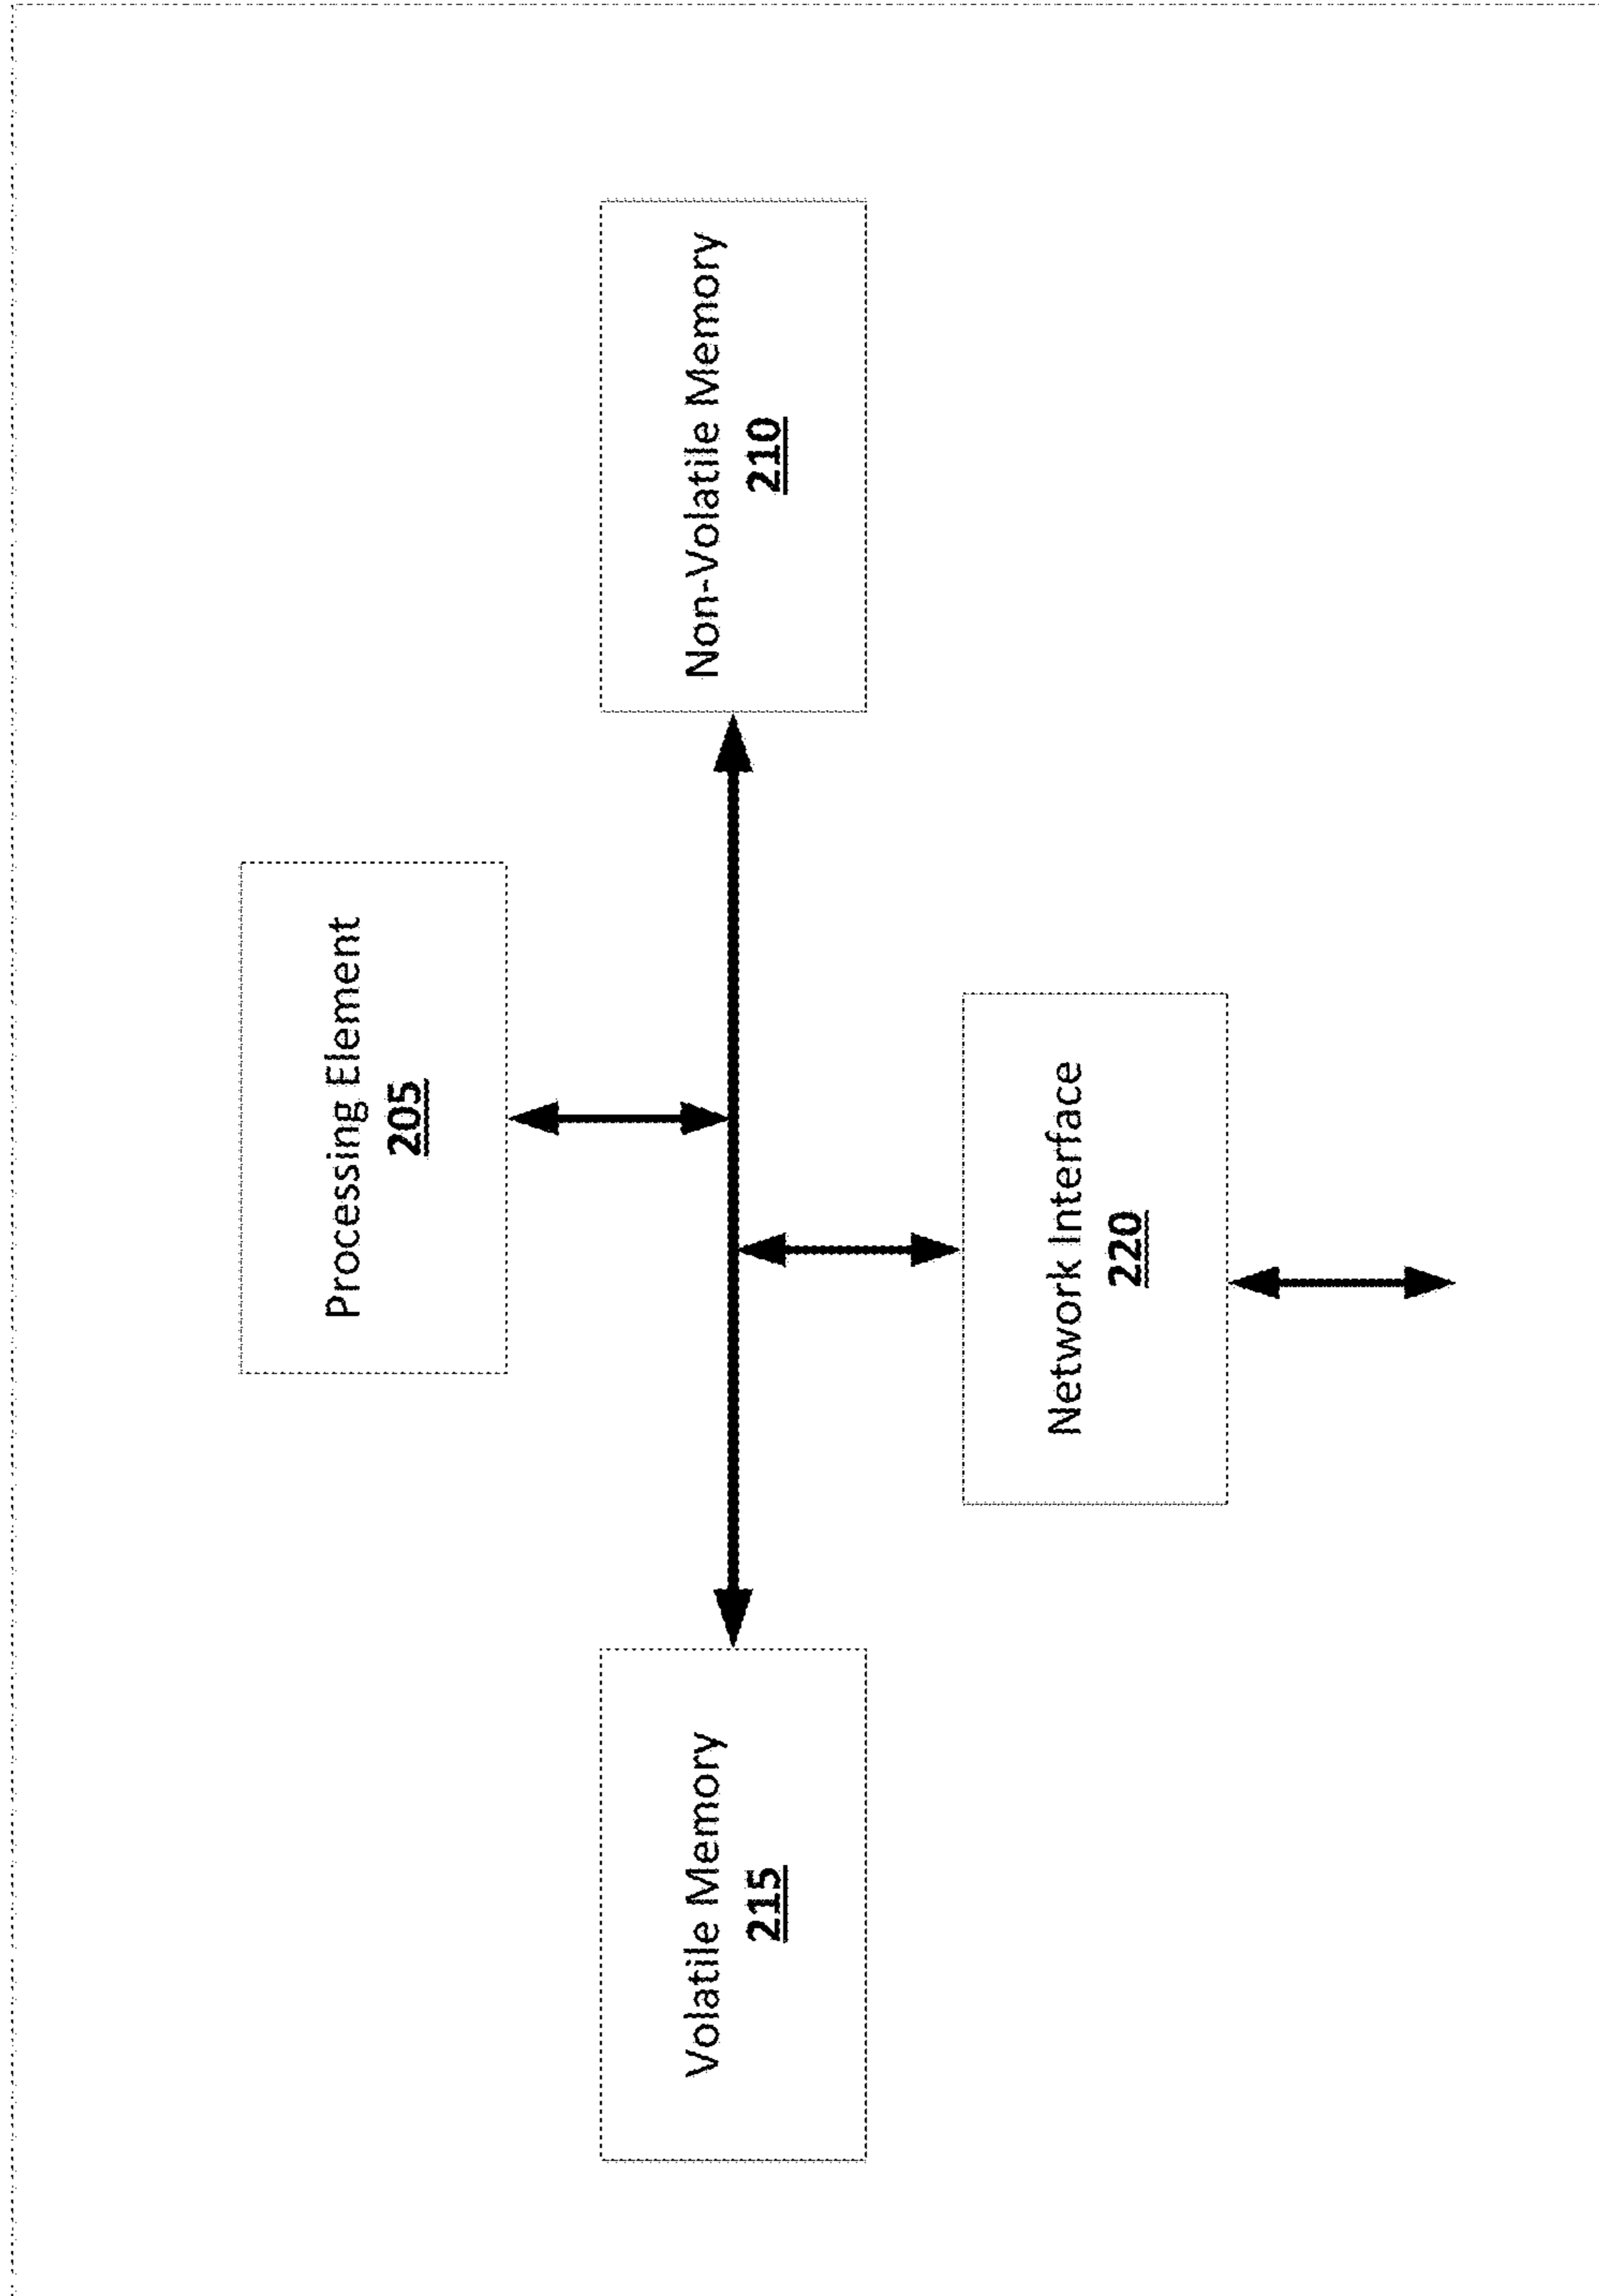 Processing Element
205
Volatile Memory
215
Non-Volatile Memory
210
Network Interface
220